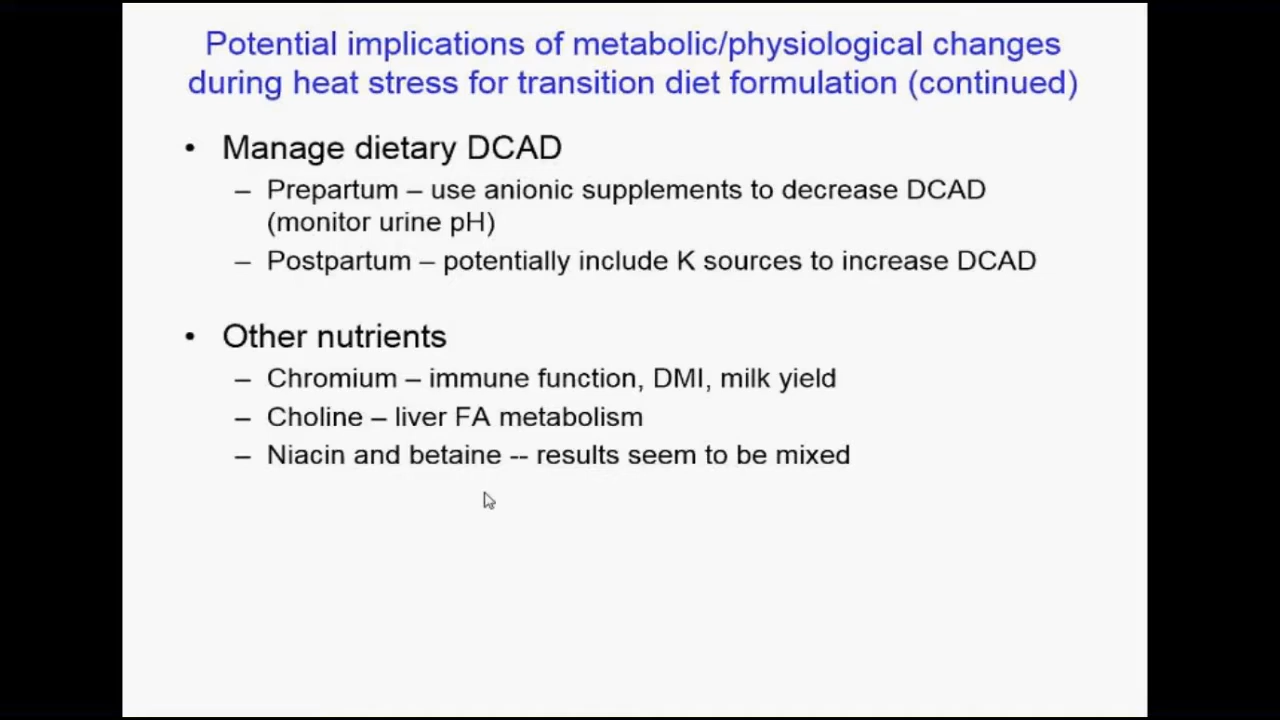 Potential implications of metabolic/physiological changes
during heat stress for transition diet formulation (continued)
• Manage dietary DCAD
– Prepartum – use anionic supplements to decrease DCAD
(monitor urine pH)
– Postpartum – potentially include K sources to increase DCAD
• Other nutrients
– Chromium – immune function, DMI, milk yield
– Choline – liver FA metabolism
– Niacin and betaine -- results seem to be mixed